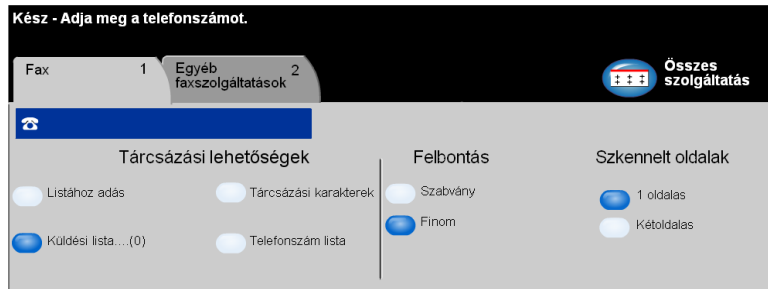 Kész - Adja meg a telefonszámot.
Fax 1
Egyéb 2
faxszolgáltatások
Összes
szolgáltatás
Tárcsázási lehetőségek
Felbontás
Szkennelt oldalak
Listához adás
Tárcsázási karakterek
Szabvány
1 oldalas
Küldési lista....(0)
Telefonszám lista
Finom
Kétoldalas